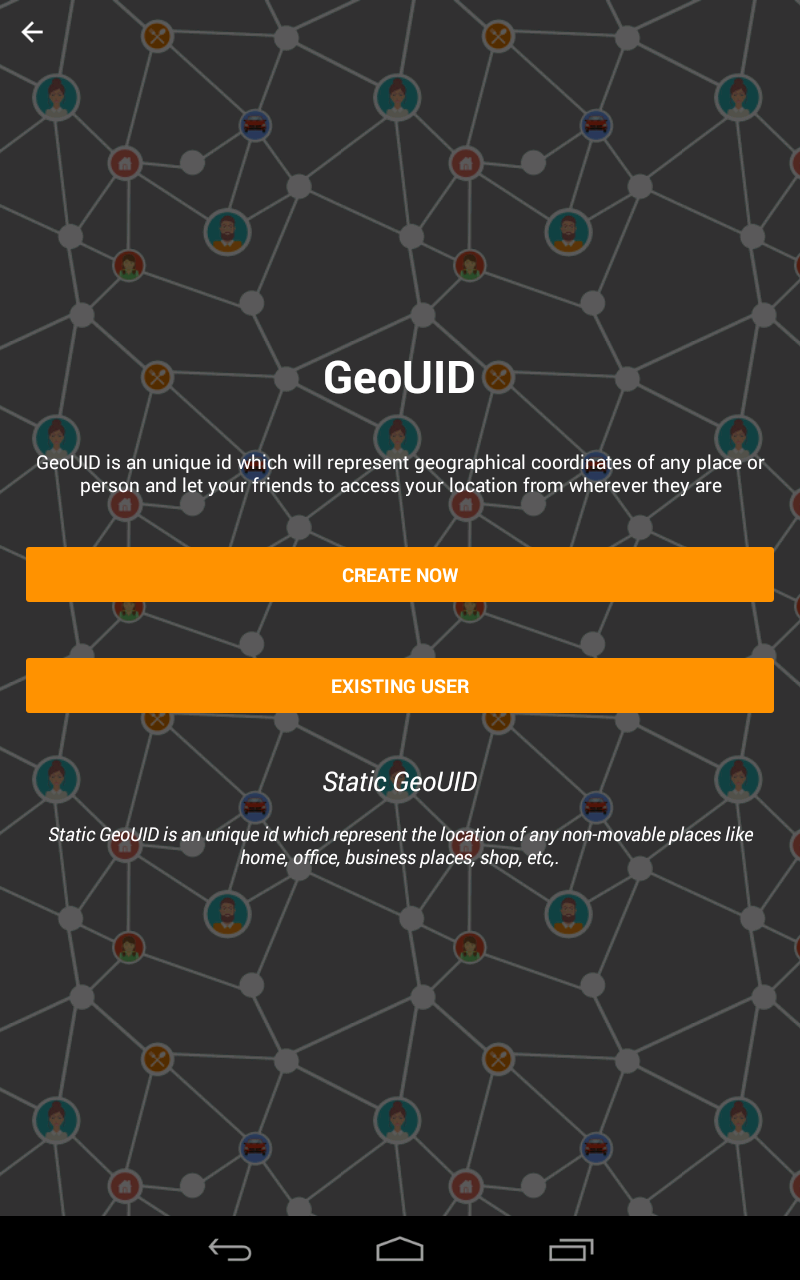 GeoUID
GeoUID is an unique id which will represent geographical coordinates of any place or
person and let your friends to access your location from wherever they are
CREATE NOW
EXISTING USER
Static GeoUID
Static GeoUID is an unique id which represent the location of any non-movable places like
home, office, business places, shop, etc,.